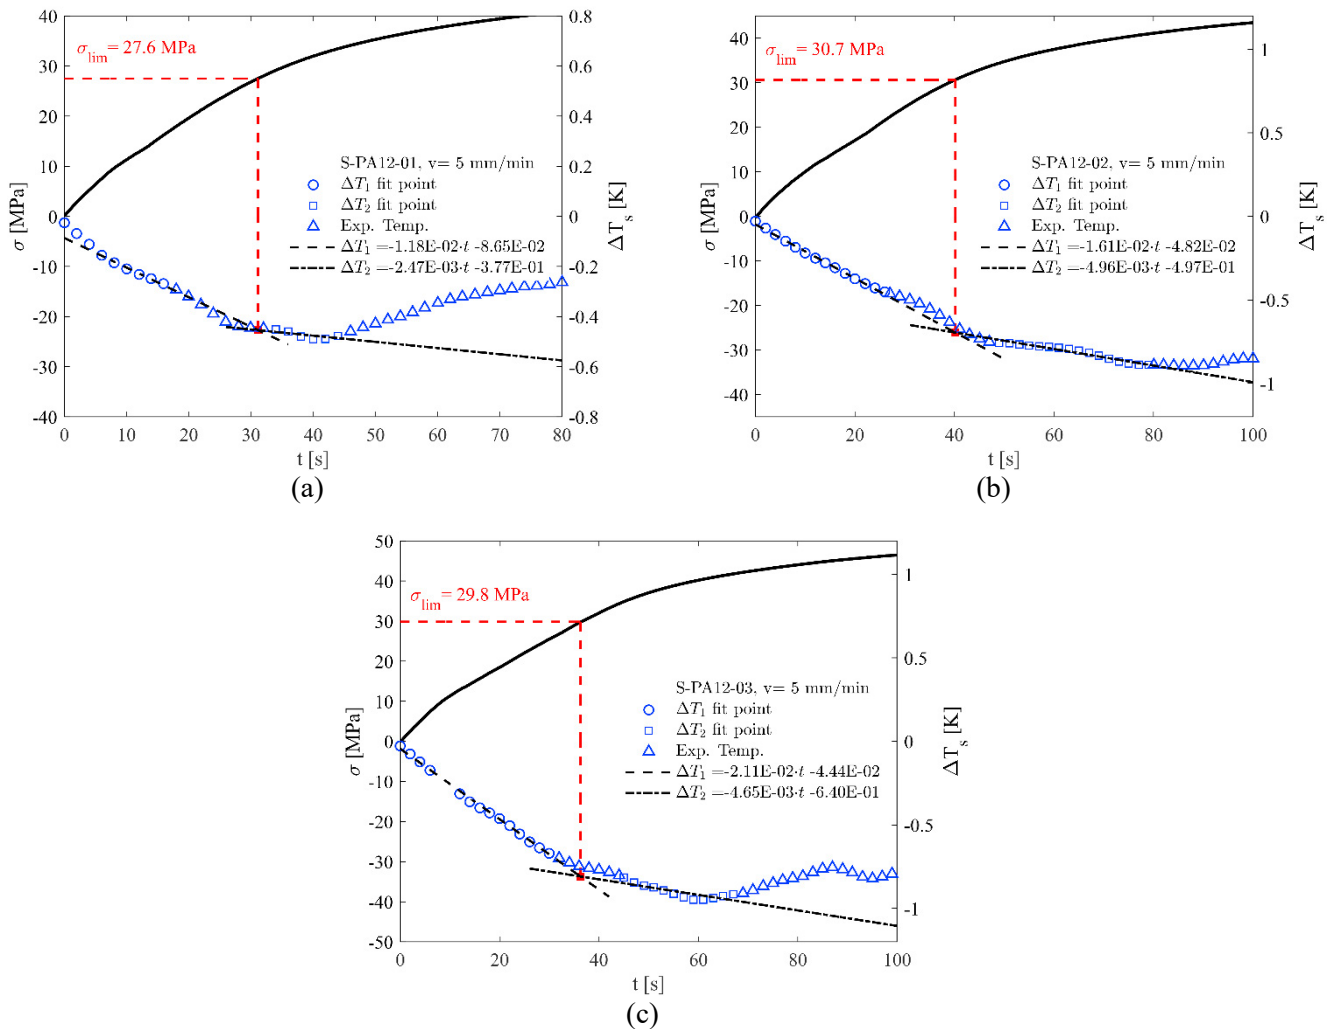 σ_lim= 27.6 MPa
S-PA12-01, v= 5 mm/min
ΔT₁ fit point
ΔT₂ fit point
Exp. Temp.
ΔT₁ =-1.18E-02·t -8.65E-02
ΔT₂ =-2.47E-03·t -3.77E-01
40
30
20
10
0
-10
-20
-30
-40
σ [MPa]
0.8
0.6
0.4
0.2
0
-0.2
-0.4
-0.6
-0.8
ΔT_s [K]
0 10 20 30 40 50 60 70 80
t [s]
(a)
σ_lim= 30.7 MPa
S-PA12-02, v= 5 mm/min
ΔT₁ fit point
ΔT₂ fit point
Exp. Temp.
ΔT₁ =-1.61E-02·t -4.82E-02
ΔT₂ =-4.96E-03·t -4.97E-01
40
30
20
10
0
-10
-20
-30
-40
σ [MPa]
1
0.5
0
-0.5
-1
ΔT_s [K]
0 20 40 60 80 100
t [s]
(b)
σ_lim= 29.8 MPa
S-PA12-03, v= 5 mm/min
ΔT₁ fit point
ΔT₂ fit point
Exp. Temp.
ΔT₁ =-2.11E-02·t -4.44E-02
ΔT₂ =-4.65E-03·t -6.40E-01
50
40
30
20
10
0
-10
-20
-30
-40
-50
σ [MPa]
1
0.5
0
-0.5
-1
ΔT_s [K]
0 20 40 60 80 100
t [s]
(c)